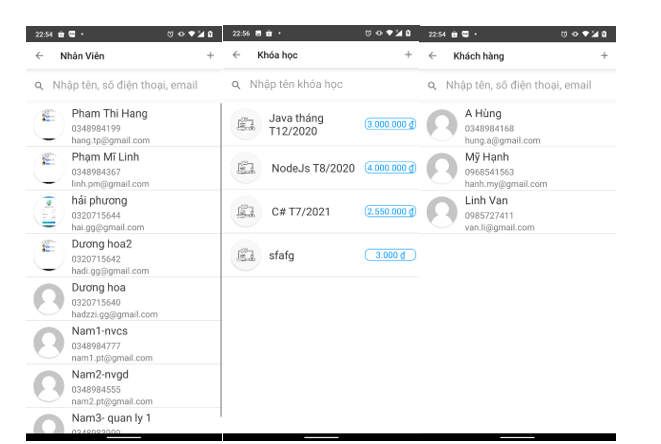 22:54
Nhân Viên
Nhập tên, số điện thoại, email
Pham Thi Hang
0348984199
hang.tp@gmail.com
Phạm Mĩ Linh
0348984367
linh.pm@gmail.com
hải phương
0320715644
hai.gg@gmail.com
Dương hoa2
0320715642
hadi.gg@gmail.com
Dương hoa
0320715640
hadzzi.gg@gmail.com
Nam1-nvcs
0348984777
nam1.pt@gmail.com
Nam2-nvgd
0348984555
nam2.pt@gmail.com
Nam3- quan ly 1
22:56
Khóa học
Nhập tên khóa học
Java tháng
T12/2020
3.000.000 ₫
NodeJs T8/2020
4.000.000 ₫
C# T7/2021
2.550.000 ₫
sfafg
3.000 ₫
22:54
Khách hàng
Nhập tên, số điện thoại, email
A Hùng
0348984168
hung.a@gmail.com
Mỹ Hạnh
0968541563
hanh.my@gmail.com
Linh Van
0985727411
van.li@gmail.com